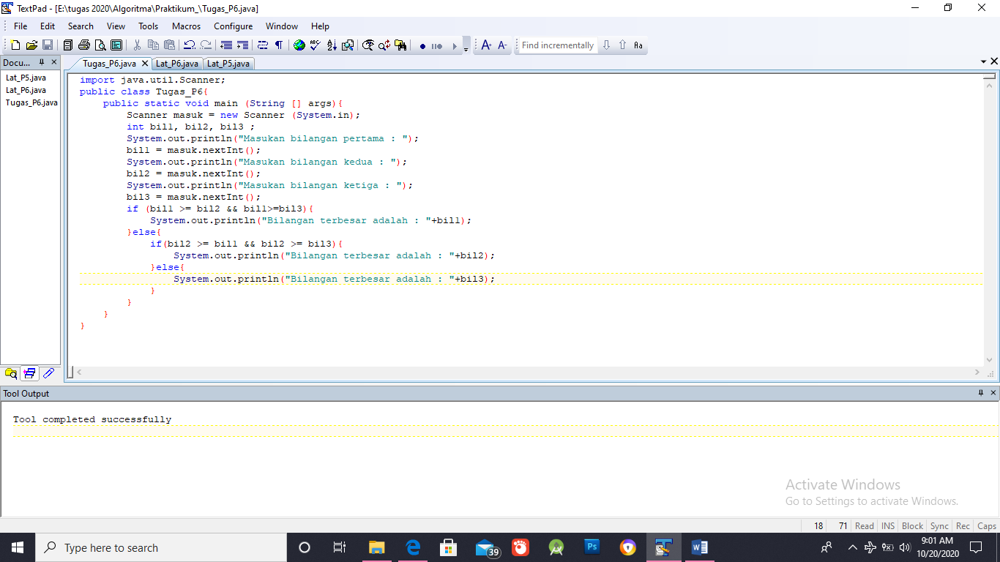 TextPad - [E:\tugas 2020\Algoritma\Praktikum_\Tugas_P6.java]
File Edit Search View Tools Macros Configure Window Help
Find incrementally
Docu...
Tugas_P6.java Lat_P6.java Lat_P5.java
Lat_P5.java
Lat_P6.java
Tugas_P6.java
import java.util.Scanner;
public class Tugas_P6{
    public static void main (String [] args){
        Scanner masuk = new Scanner (System.in);
        int bil1, bil2, bil3 ;
        System.out.println("Masukan bilangan pertama : ");
        bil1 = masuk.nextInt();
        System.out.println("Masukan bilangan kedua : ");
        bil2 = masuk.nextInt();
        System.out.println("Masukan bilangan ketiga : ");
        bil3 = masuk.nextInt();
        if (bil1 >= bil2 && bil1>=bil3){
            System.out.println("Bilangan terbesar adalah : "+bil1);
        }else{
            if(bil2 >= bil1 && bil2 >= bil3){
                System.out.println("Bilangan terbesar adalah : "+bil2);
            }else{
                System.out.println("Bilangan terbesar adalah : "+bil3);
            }
        }
    }
}
Tool Output
Tool completed successfully
Activate Windows
Go to Settings to activate Windows.
18 71 Read INS Block Sync Rec Caps
Type here to search
39
Ps
9:01 AM
10/20/2020